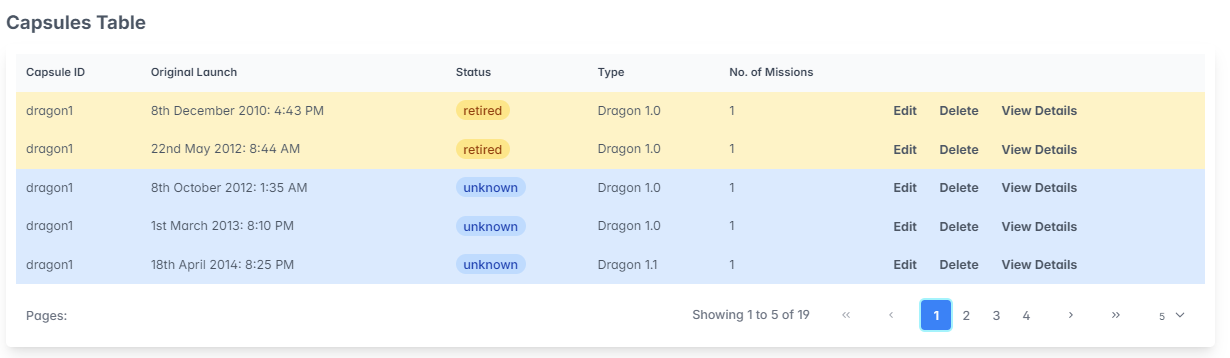 Capsules Table
Capsule ID Original Launch Status Type No. of Missions
dragon1 8th December 2010: 4:43 PM retired Dragon 1.0 1 Edit Delete View Details
dragon1 22nd May 2012: 8:44 AM retired Dragon 1.0 1 Edit Delete View Details
dragon1 8th October 2012: 1:35 AM unknown Dragon 1.0 1 Edit Delete View Details
dragon1 1st March 2013: 8:10 PM unknown Dragon 1.0 1 Edit Delete View Details
dragon1 18th April 2014: 8:25 PM unknown Dragon 1.1 1 Edit Delete View Details
Pages: Showing 1 to 5 of 19 « ‹ 1 2 3 4 › » 5